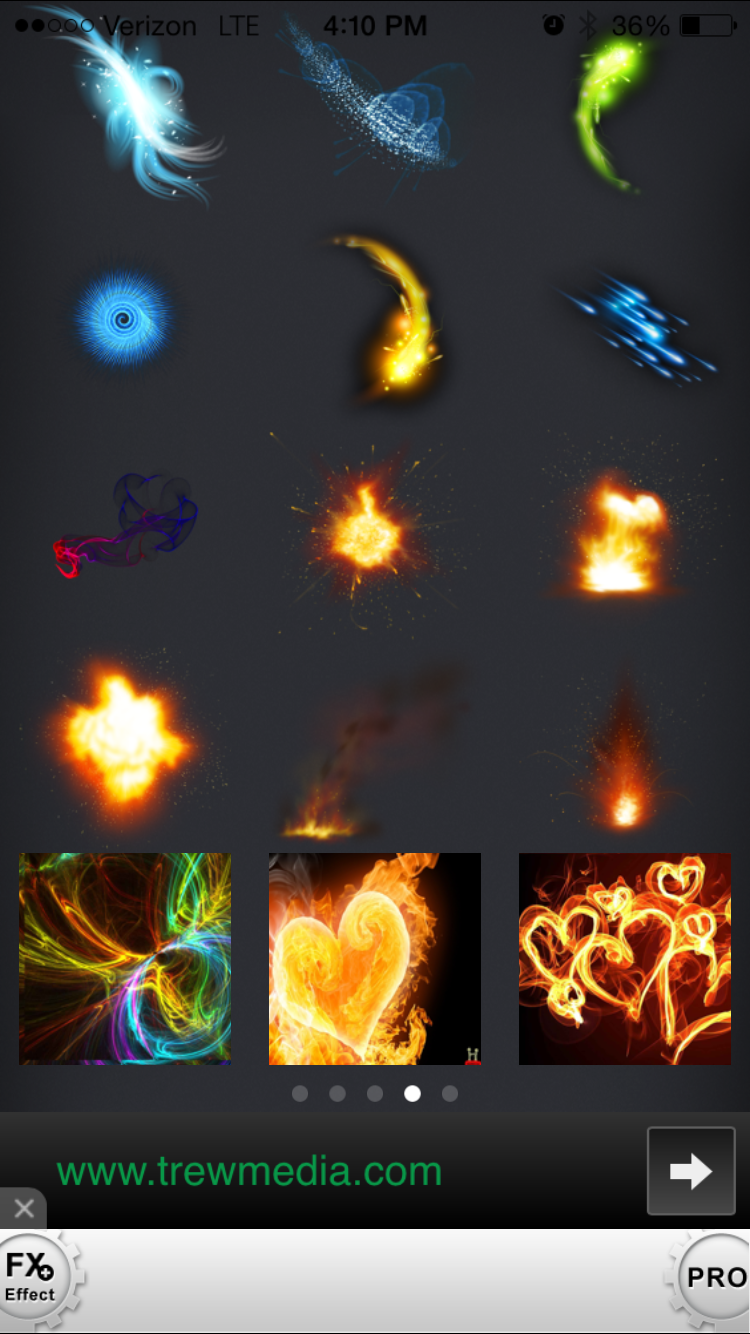 Verizon LTE 4:10 PM 36%
H
www.trewmedia.com
FX
Effect
PRO